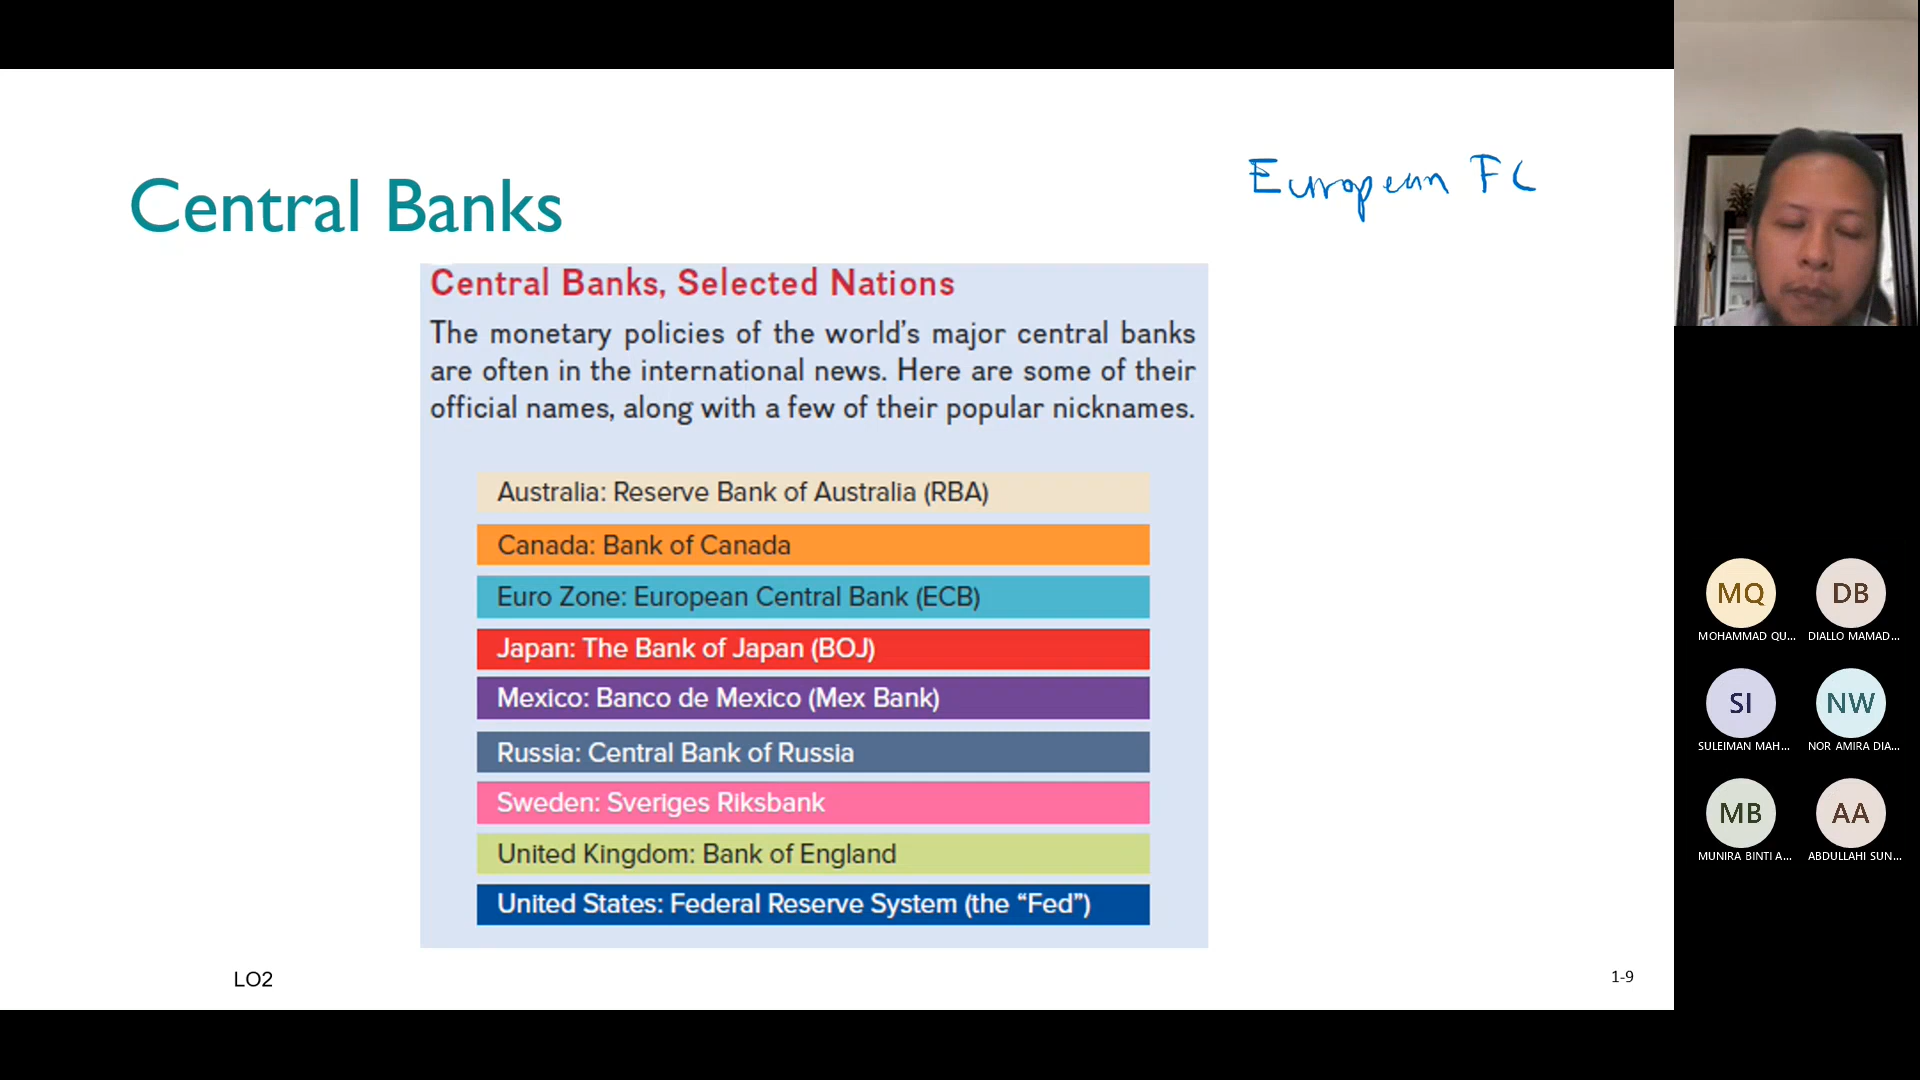 Central Banks
European FC
Central Banks, Selected Nations
The monetary policies of the world’s major central banks
are often in the international news. Here are some of their
official names, along with a few of their popular nicknames.
Australia: Reserve Bank of Australia (RBA)
Canada: Bank of Canada
Euro Zone: European Central Bank (ECB)
Japan: The Bank of Japan (BOJ)
Mexico: Banco de Mexico (Mex Bank)
Russia: Central Bank of Russia
Sweden: Sveriges Riksbank
United Kingdom: Bank of England
United States: Federal Reserve System (the “Fed”)
LO2
1-9
MQ
MOHAMMAD QU...
DB
DIALLO MAMAD...
SI
SULEIMAN MAH...
NW
NOR AMIRA DIA...
MB
MUNIRA BINTI A...
AA
ABDULLAHI SUN...